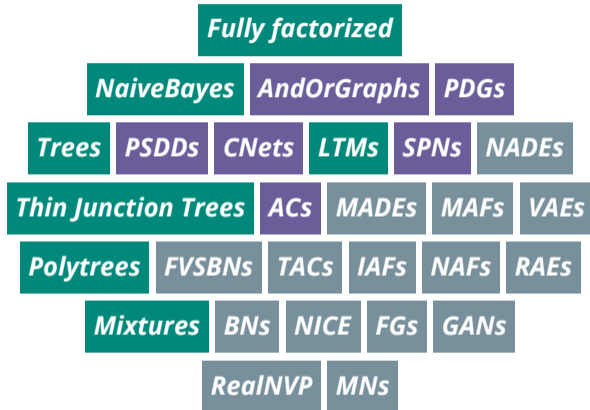 Fully factorized
NaiveBayes AndOrGraphs PDGs
Trees PSDDs CNets LTMs SPNs NADEs
Thin Junction Trees ACs MADEs MAFs VAEs
Polytrees FVSBNs TACs IAFs NAFs RAEs
Mixtures BNs NICE FGs GANs
RealNVP MNs